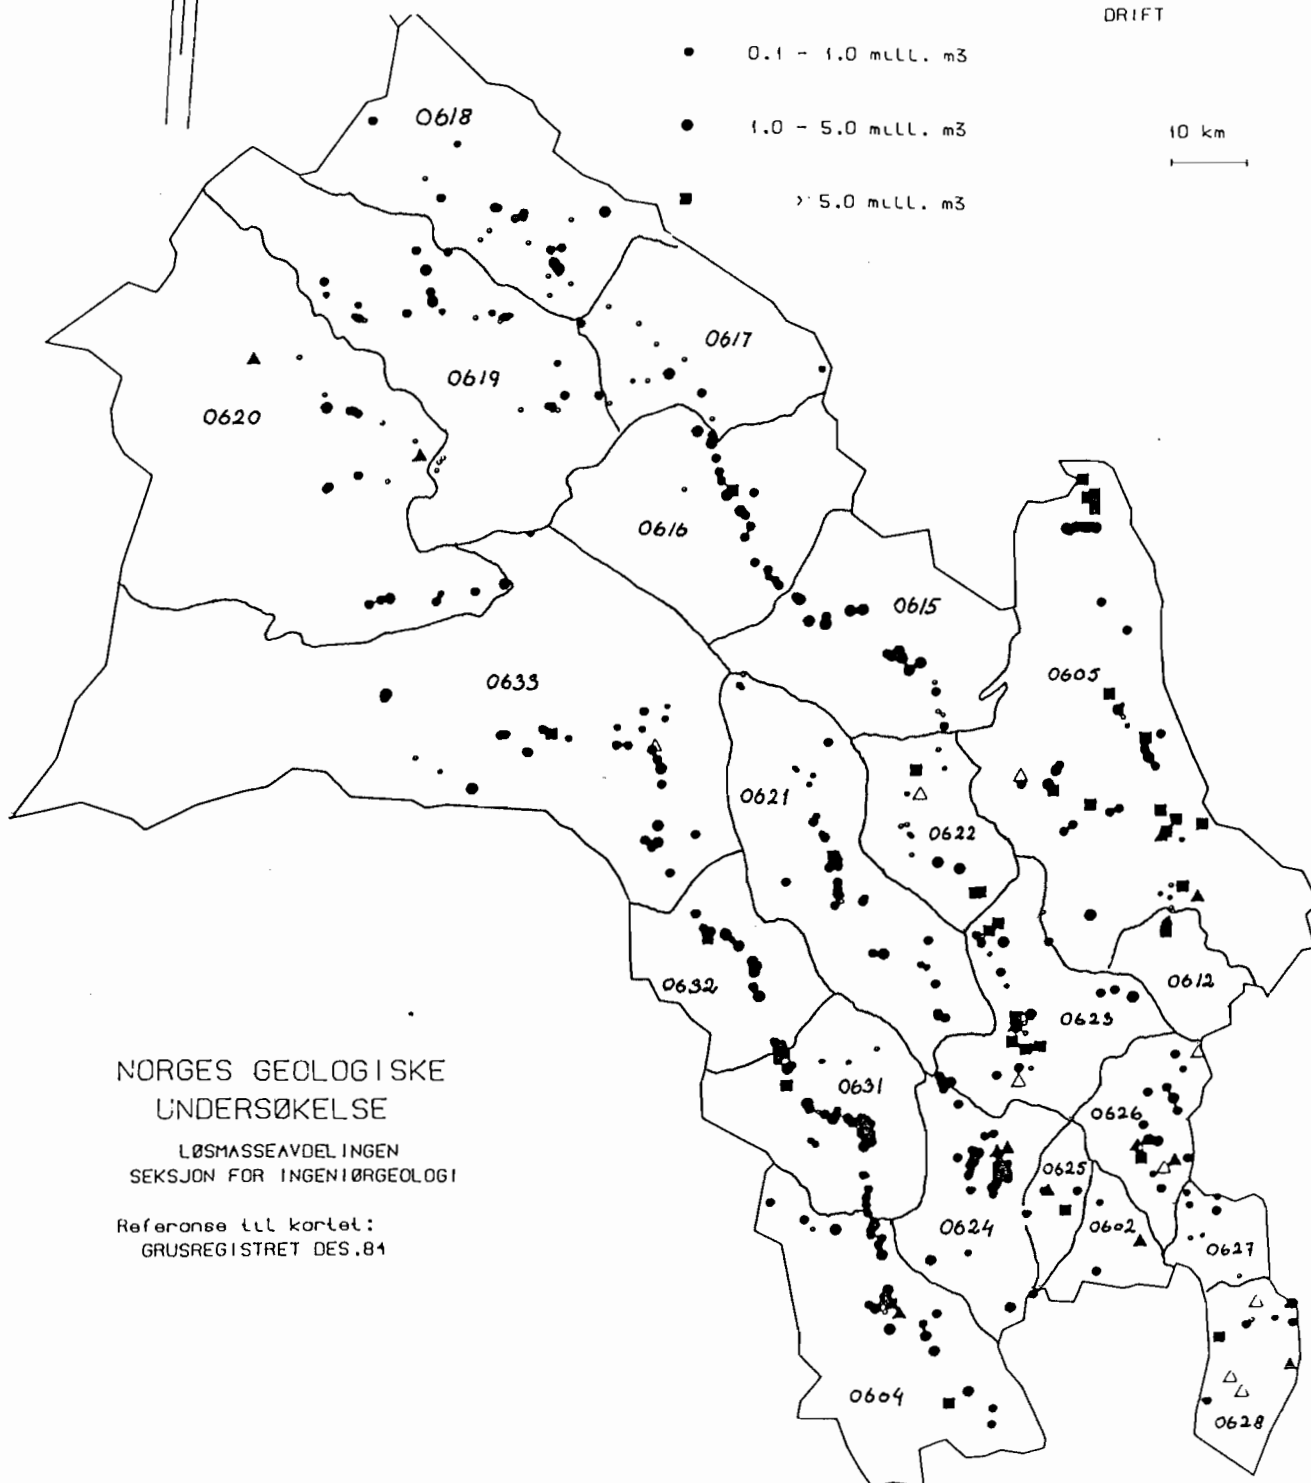 DRIFT
0.1 - 1.0 mill. m3
1.0 - 5.0 mill. m3
10 km
> 5.0 mill. m3
0618
0617
0619
0620
0616
0615
0605
0633
0621
0622
0612
0632
0623
0631
0626
0625
0624
0602
0627
0604
0628
NORGES GEOLOGISKE
UNDERSØKELSE
LØSMASSEAVDELINGEN
SEKSJON FOR INGENIØRGEOLOGI
Referanse til kartet:
GRUSREGISTRET DES.84